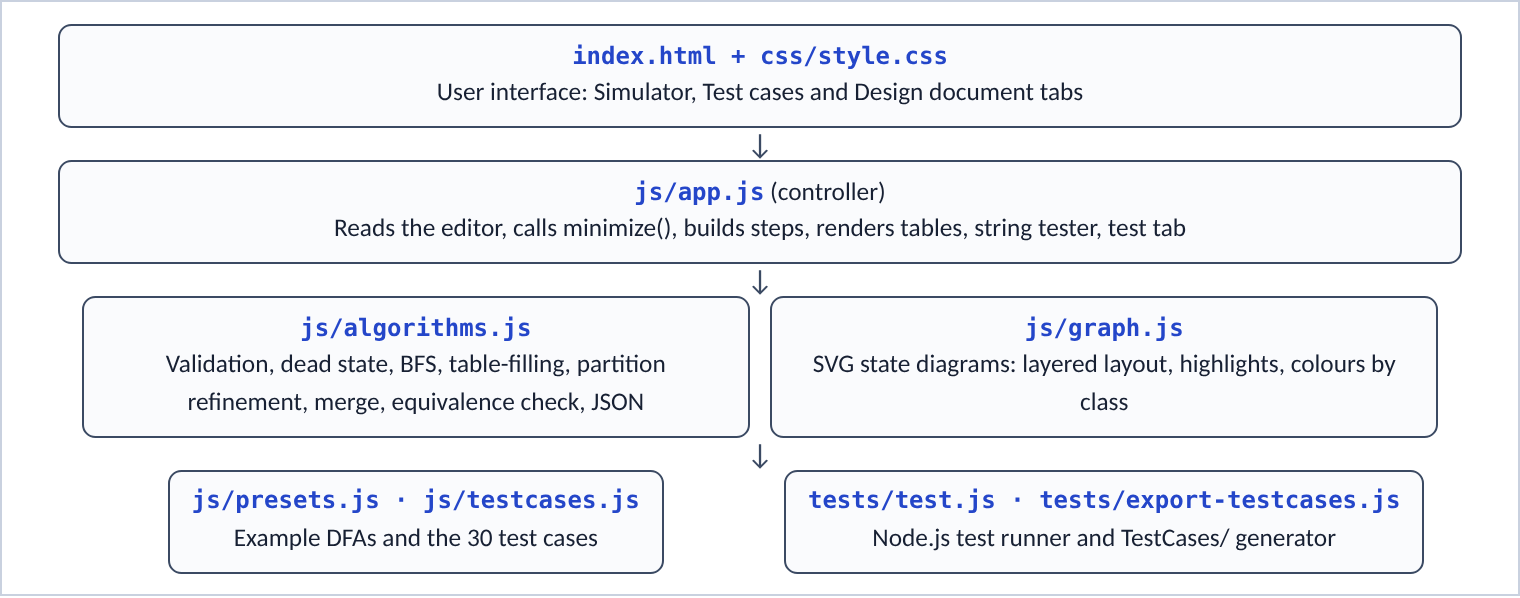 index.html + css/style.css
User interface: Simulator, Test cases and Design document tabs
↓
js/app.js (controller)
Reads the editor, calls minimize(), builds steps, renders tables, string tester, test tab
↓
js/algorithms.js
Validation, dead state, BFS, table-filling, partition
refinement, merge, equivalence check, JSON
js/graph.js
SVG state diagrams: layered layout, highlights, colours by
class
↓
js/presets.js · js/testcases.js
Example DFAs and the 30 test cases
tests/test.js · tests/export-testcases.js
Node.js test runner and TestCases/ generator